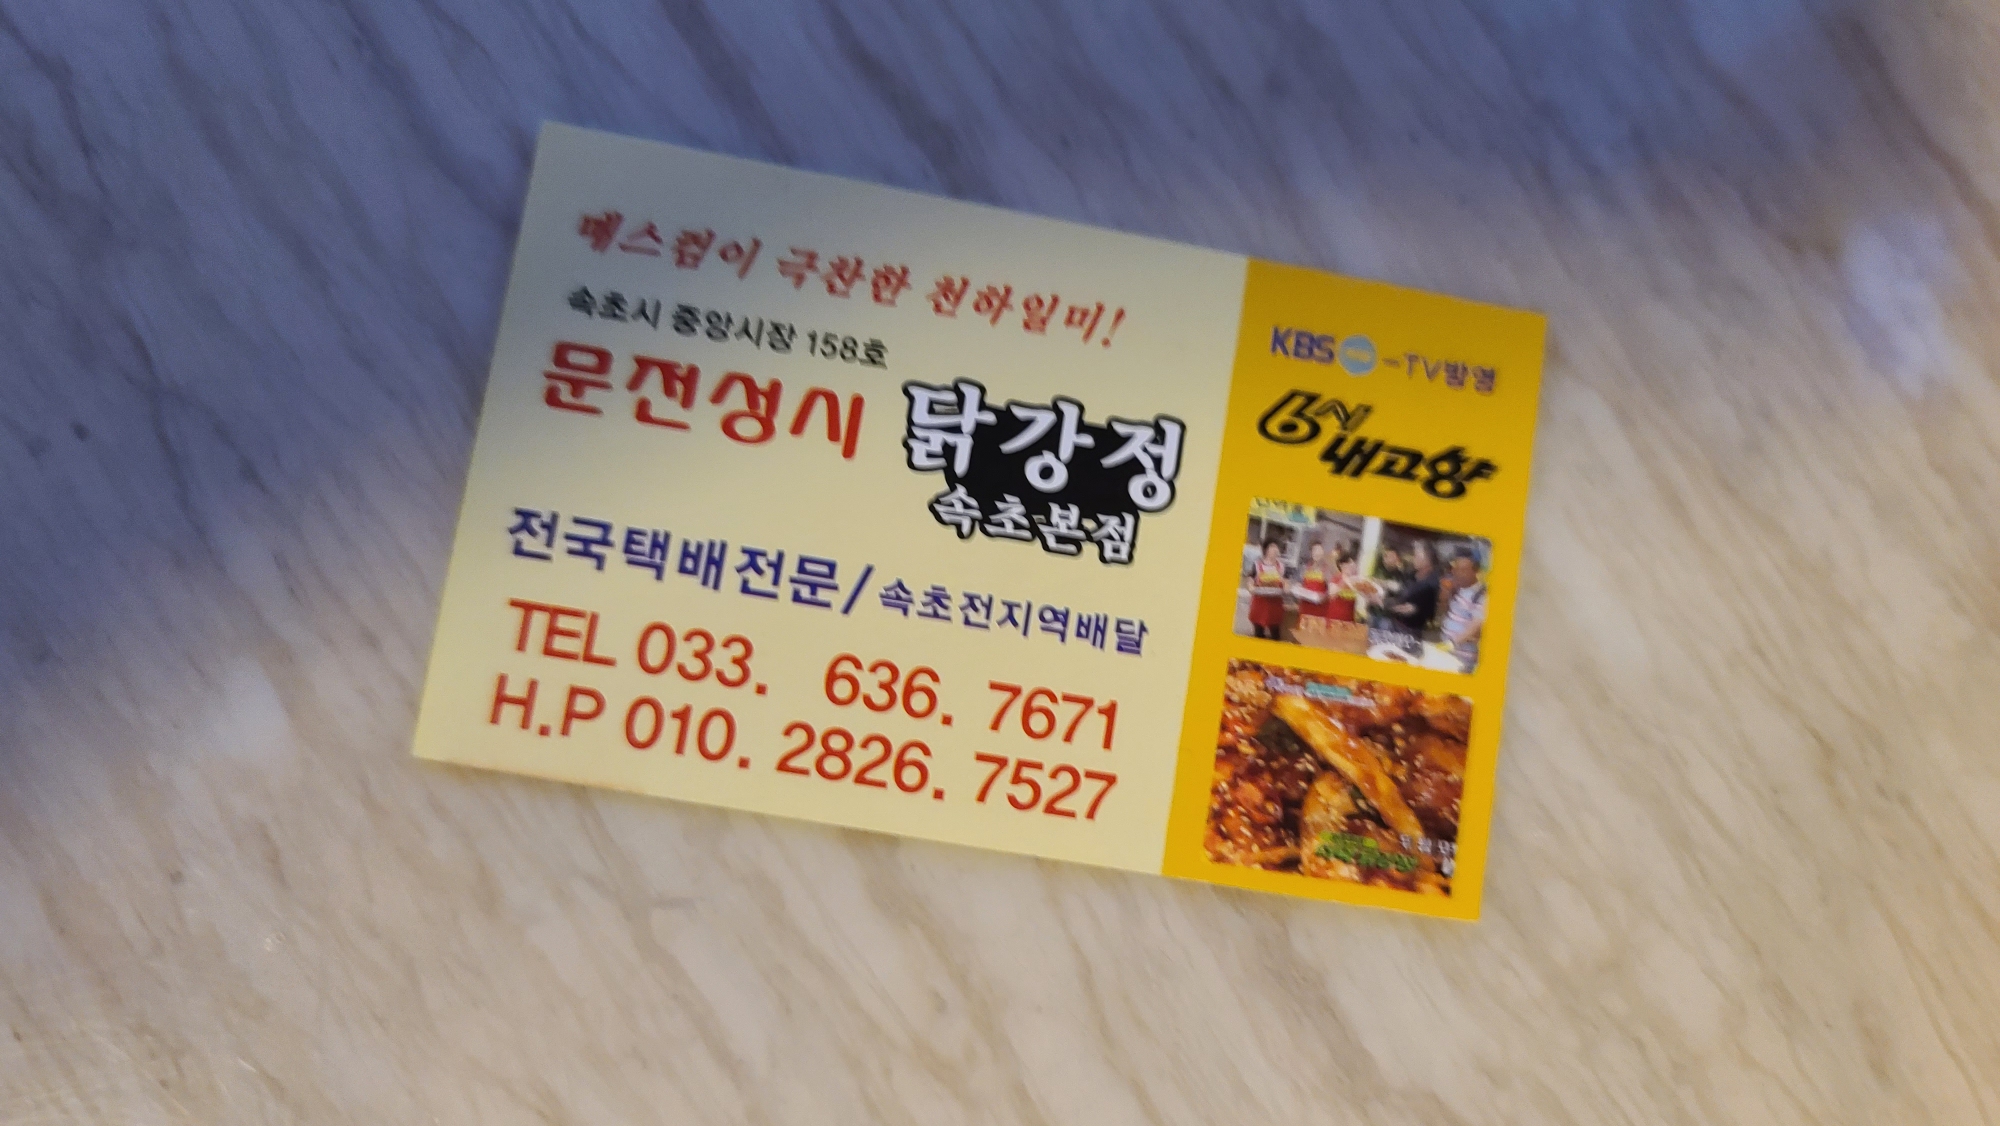 매스컴이 극찬한 천하일미!
속초시 중앙시장 158호
문전성시 닭강정
속초본점
전국택배전문/속초전지역배달
TEL 033. 636. 7671
H.P 010. 2826. 7527
KBS -TV방영
6시
내고향